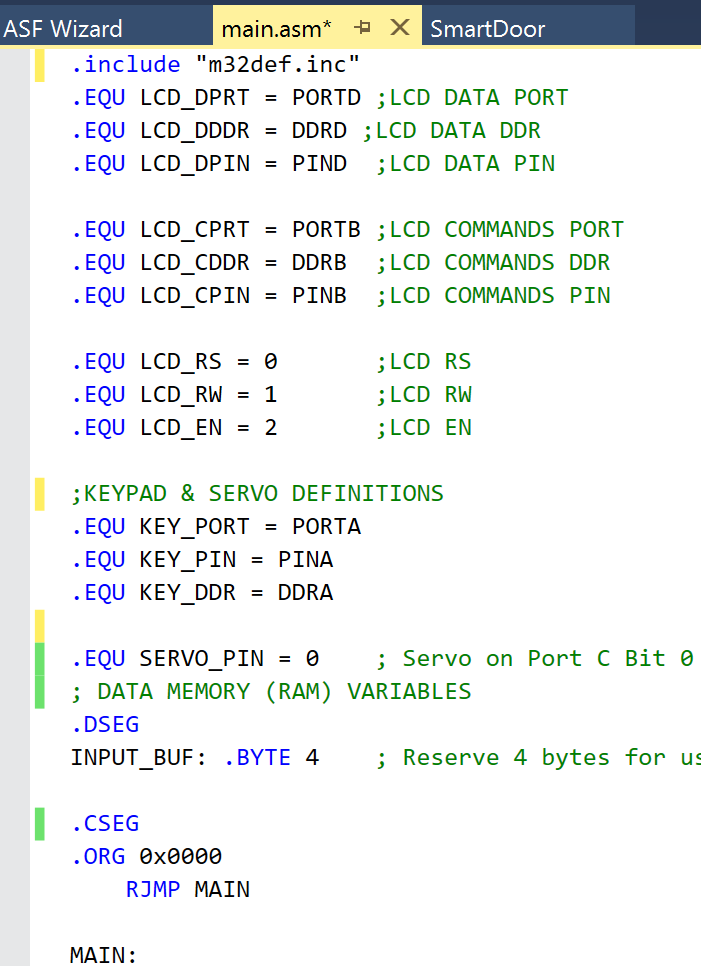 ASF Wizard main.asm* SmartDoor
.include "m32def.inc"
.EQU LCD_DPRT = PORTD ;LCD DATA PORT
.EQU LCD_DDDR = DDRD ;LCD DATA DDR
.EQU LCD_DPIN = PIND  ;LCD DATA PIN
.EQU LCD_CPRT = PORTB ;LCD COMMANDS PORT
.EQU LCD_CDDR = DDRB  ;LCD COMMANDS DDR
.EQU LCD_CPIN = PINB  ;LCD COMMANDS PIN
.EQU LCD_RS = 0       ;LCD RS
.EQU LCD_RW = 1       ;LCD RW
.EQU LCD_EN = 2       ;LCD EN
;KEYPAD & SERVO DEFINITIONS
.EQU KEY_PORT = PORTA
.EQU KEY_PIN = PINA
.EQU KEY_DDR = DDRA
.EQU SERVO_PIN = 0    ; Servo on Port C Bit 0
; DATA MEMORY (RAM) VARIABLES
.DSEG
INPUT_BUF: .BYTE 4    ; Reserve 4 bytes for
.CSEG
.ORG 0x0000
    RJMP MAIN
MAIN: